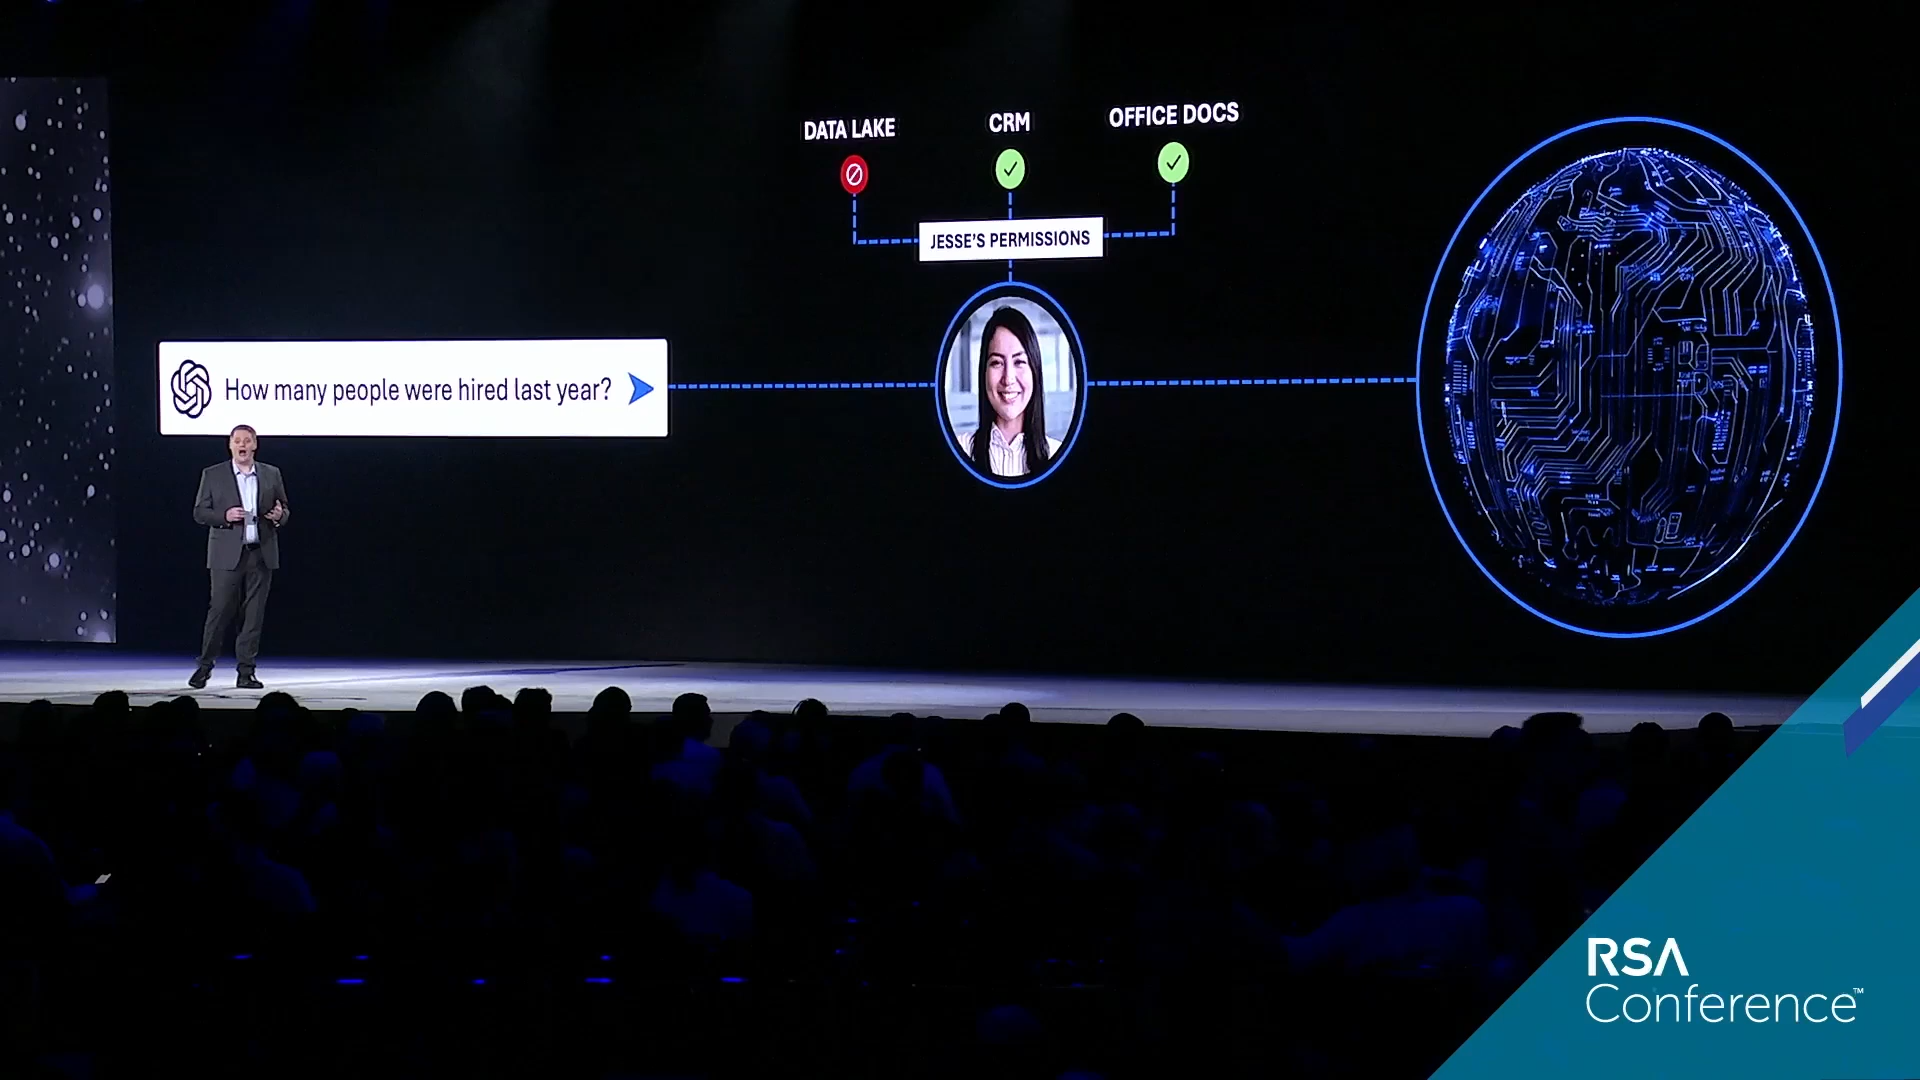 DATA LAKE
CRM
OFFICE DOCS
JESSE'S PERMISSIONS
How many people were hired last year?
RSA
Conference™